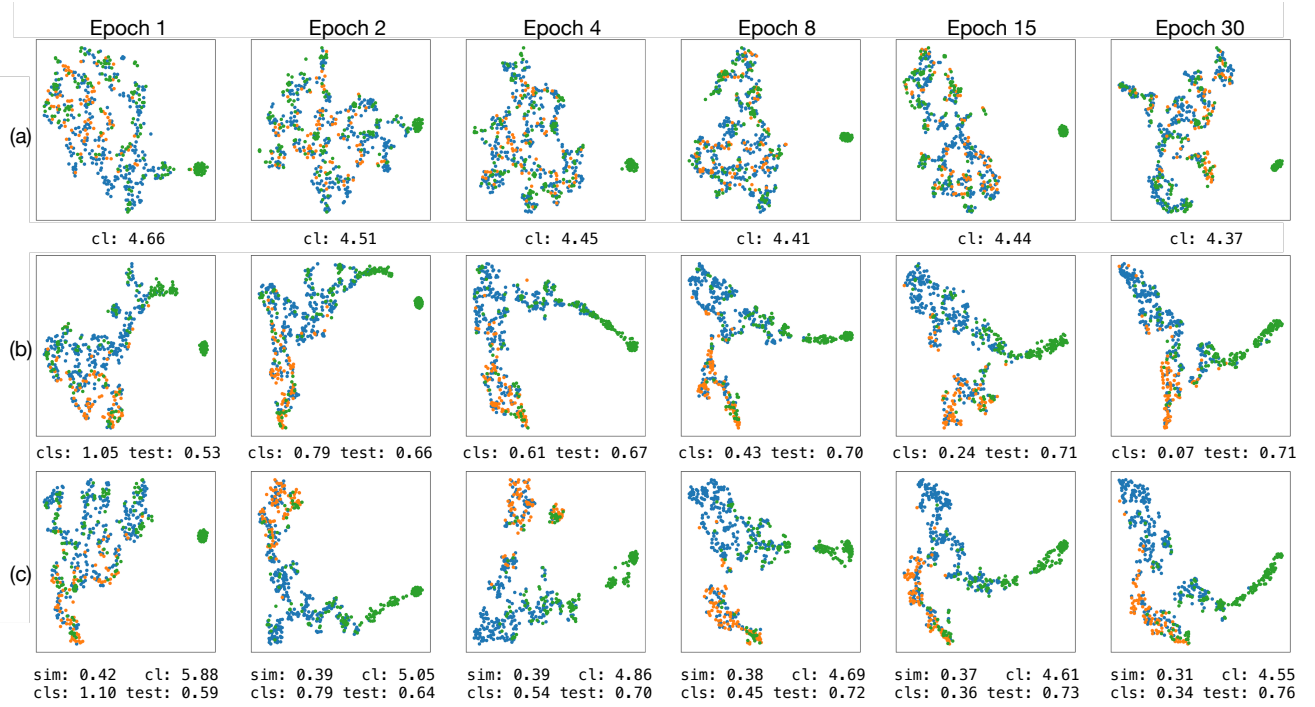 Epoch 1 Epoch 2 Epoch 4 Epoch 8 Epoch 15 Epoch 30
(a)
cl: 4.66 cl: 4.51 cl: 4.45 cl: 4.41 cl: 4.44 cl: 4.37
(b)
cls: 1.05 test: 0.53 cls: 0.79 test: 0.66 cls: 0.61 test: 0.67 cls: 0.43 test: 0.70 cls: 0.24 test: 0.71 cls: 0.07 test: 0.71
(c)
sim: 0.42 cl: 5.88 sim: 0.39 cl: 5.05 sim: 0.39 cl: 4.86 sim: 0.38 cl: 4.69 sim: 0.37 cl: 4.61 sim: 0.31 cl: 4.55
cls: 1.10 test: 0.59 cls: 0.79 test: 0.64 cls: 0.54 test: 0.70 cls: 0.45 test: 0.72 cls: 0.36 test: 0.73 cls: 0.34 test: 0.76